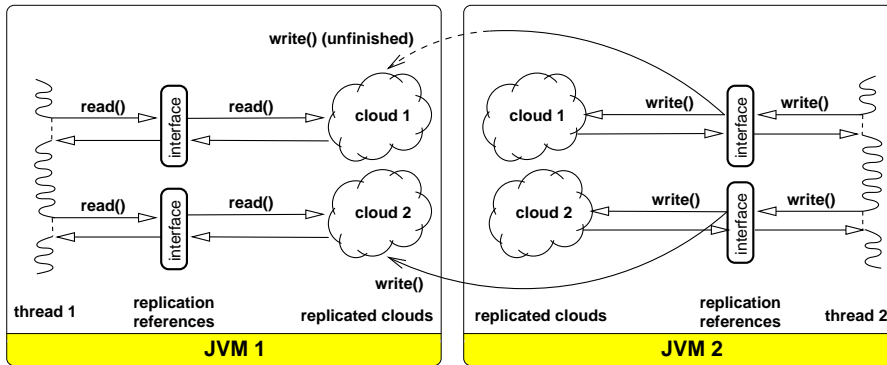 write() (unfinished)
read()
read()
interface
cloud 1
read()
read()
interface
cloud 2
write()
thread 1
replication
references
replicated clouds
JVM 1
cloud 1
write()
write()
interface
cloud 2
write()
write()
interface
replicated clouds
replication
references
thread 2
JVM 2